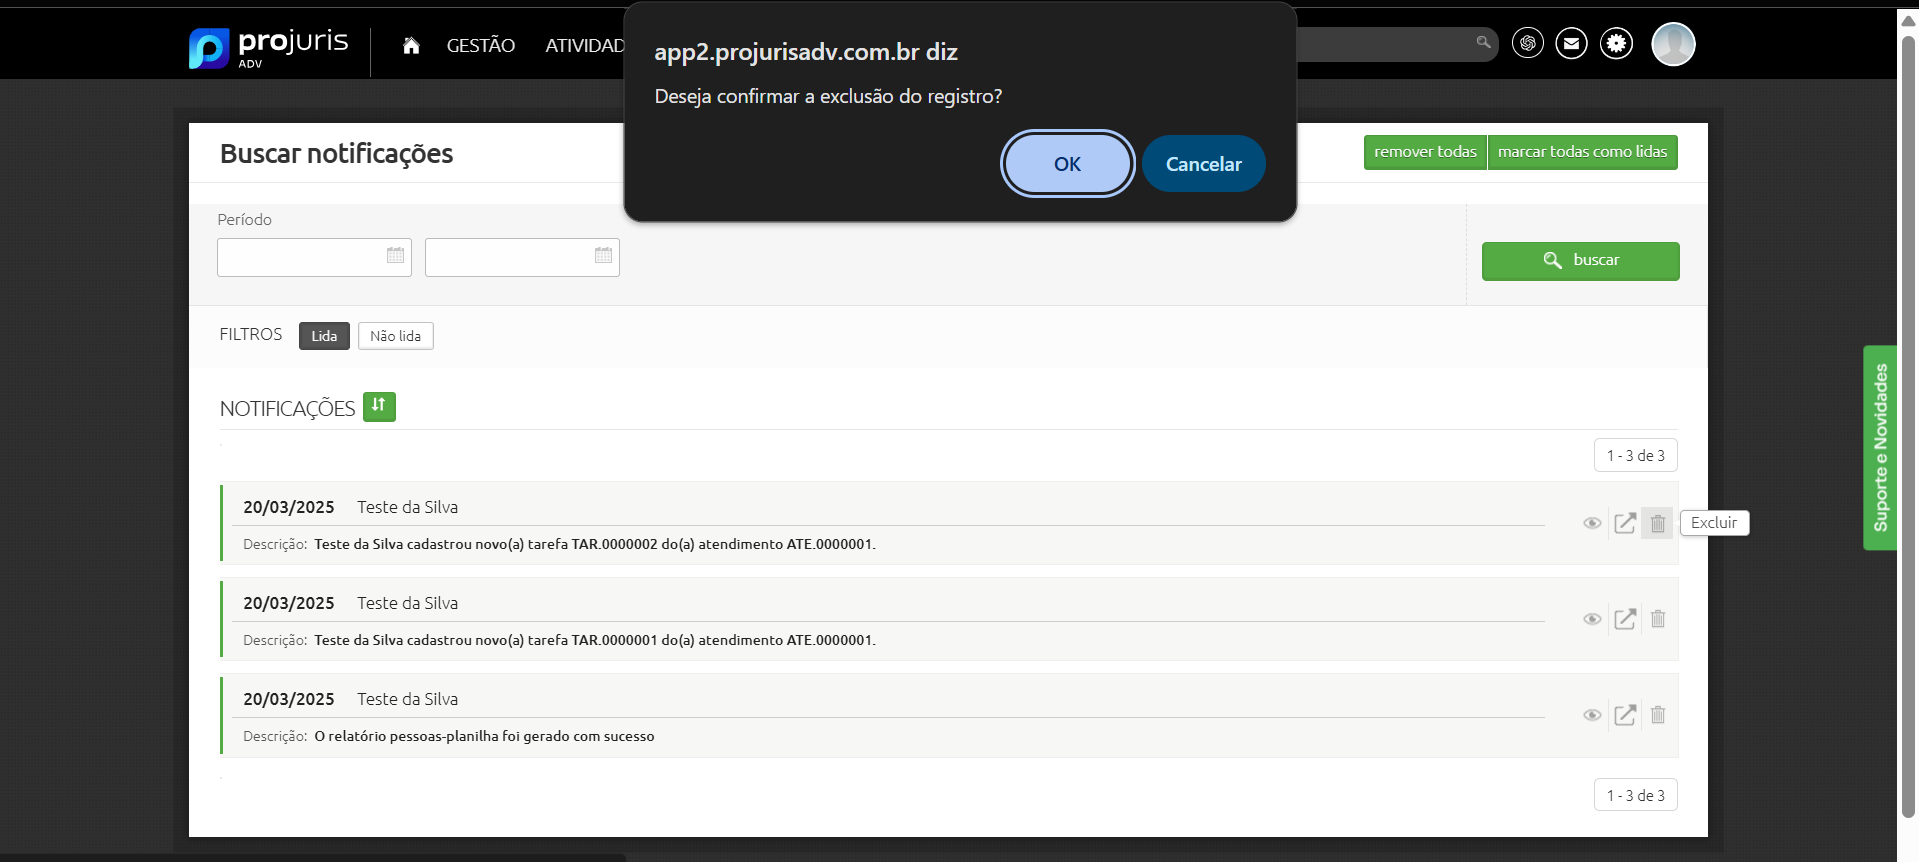 projuris
ADV
GESTÃO
ATIVIDAD
app2.projurisadv.com.br diz
Deseja confirmar a exclusão do registro?
OK
Cancelar
Buscar notificações
remover todas
marcar todas como lidas
Período
buscar
FILTROS
Lida
Não lida
NOTIFICAÇÕES
1 - 3 de 3
20/03/2025 Teste da Silva
Descrição: Teste da Silva cadastrou novo(a) tarefa TAR.0000002 do(a) atendimento ATE.0000001.
Excluir
20/03/2025 Teste da Silva
Descrição: Teste da Silva cadastrou novo(a) tarefa TAR.0000001 do(a) atendimento ATE.0000001.
20/03/2025 Teste da Silva
Descrição: O relatório pessoas-planilha foi gerado com sucesso
1 - 3 de 3
Suporte e Novidades